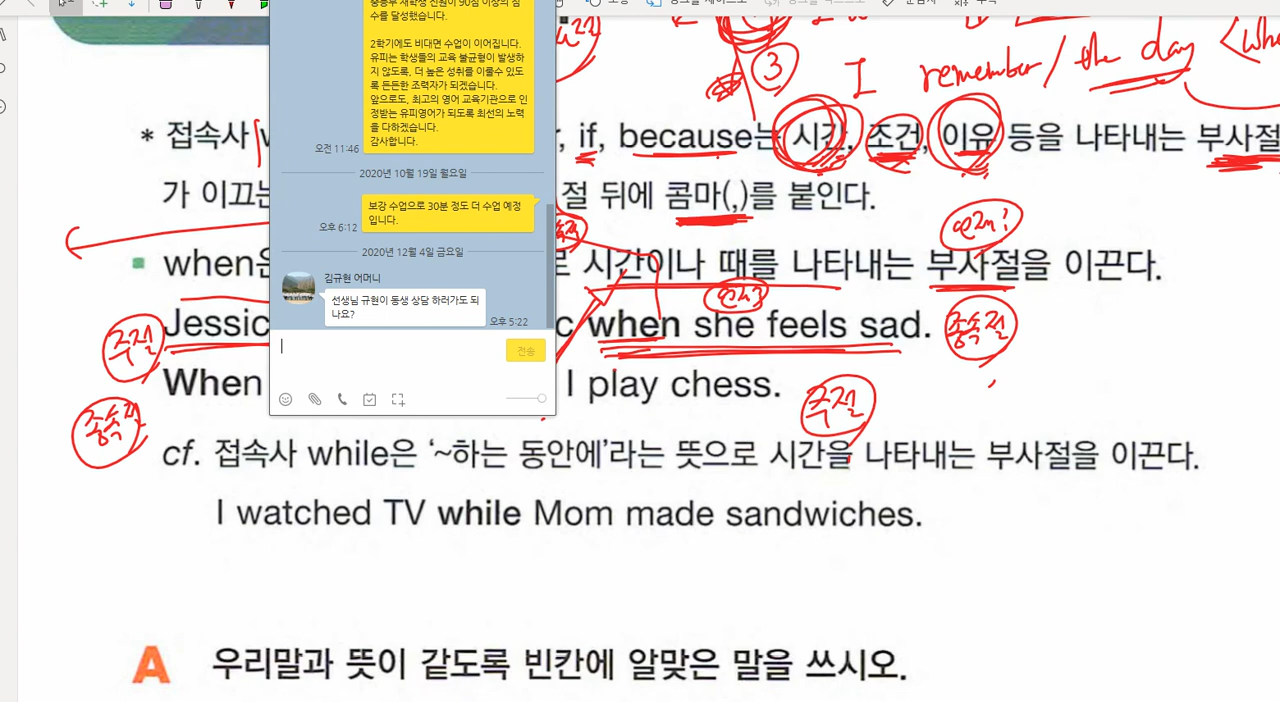 I remember / the day
③
* 접속사
, if, because는 시간, 조건, 이유 등을 나타내는 부사절
가 이끄는
절 뒤에 콤마(,)를 붙인다.
언제?
when은
시간이나 때를 나타내는 부사절을 이끈다.
주절
Jessic
c when she feels sad.
종속절
When
I play chess.
주절
종속절
cf. 접속사 while은 ‘~하는 동안에’라는 뜻으로 시간을 나타내는 부사절을 이끈다.
I watched TV while Mom made sandwiches.
A 우리말과 뜻이 같도록 빈칸에 알맞은 말을 쓰시오.
수를 달성했습니다.
2학기에도 비대면 수업이 이어집니다.
유피는 학생들의 교육 불균형이 발생하
지 않도록, 더 높은 성취를 이룰수 있도
록 든든한 조력자가 되겠습니다.
앞으로도, 최고의 영어 교육기관으로 인
정받는 유피영어가 되도록 최선의 노력
을 다하겠습니다.
감사합니다.
오전 11:46
2020년 10월 19일 월요일
보강 수업으로 30분 정도 더 수업 예정
입니다.
오후 6:12
2020년 12월 4일 금요일
김규현 어머니
선생님 규현이 동생 상담 하러가도 되
나요?
오후 5:22
전송